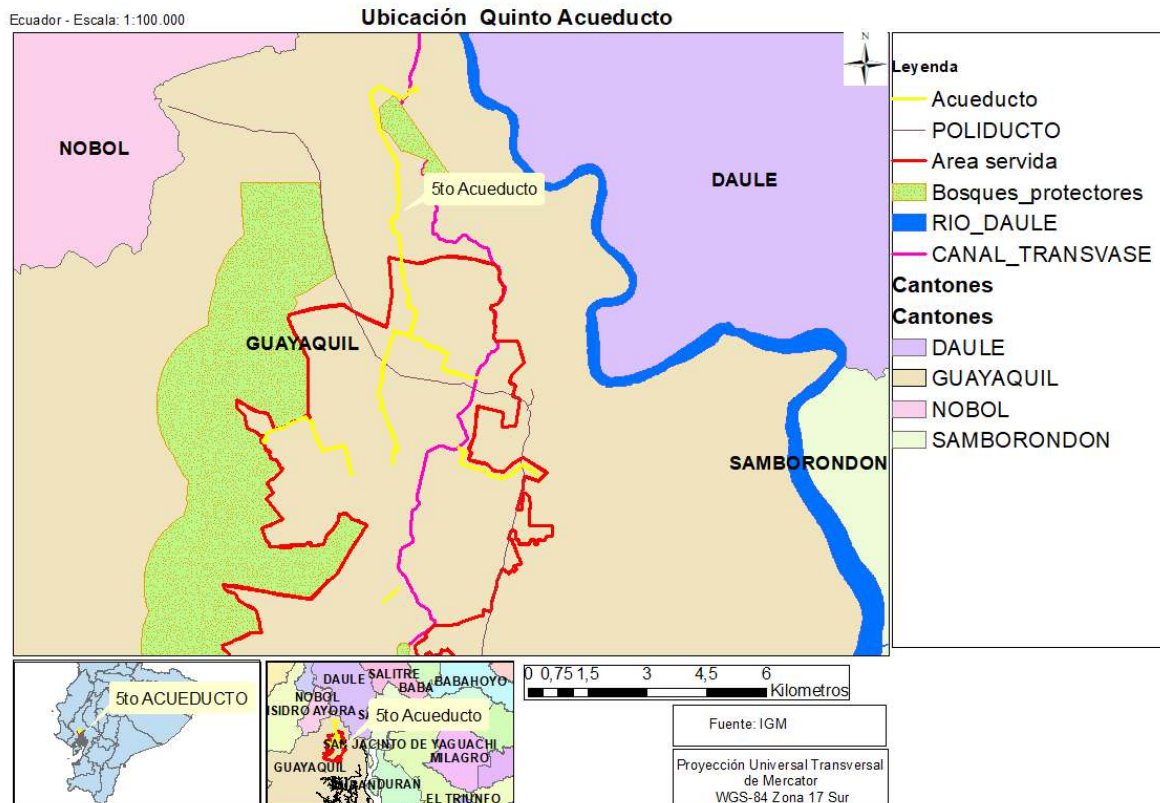 Ecuador - Escala: 1:100.000
Ubicación Quinto Acueducto
N
NOBOL
DAULE
5to Acueducto
GUAYAQUIL
SAMBORONDON
Leyenda
Acueducto
POLIDUCTO
Area servida
Bosques_protectores
RIO_DAULE
CANAL_TRANSVASE
Cantones
Cantones
DAULE
GUAYAQUIL
NOBOL
SAMBORONDON
5to ACUEDUCTO
DAULE
SALITRE
BABA
BABAHOYO
NOBOL
ISIDRO AYORA
5to Acueducto
SAN JACINTO DE YAGUACHI
MILAGRO
GUAYAQUIL
DURAN
EL TRIUNFO
0 0,75 1,5 3 4,5 6
Kilometros
Fuente: IGM
Proyección Universal Transversal
de Mercator
WGS-84 Zona 17 Sur